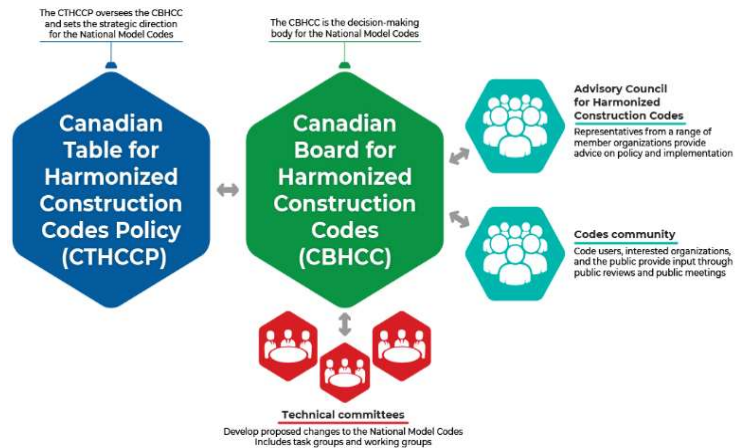 The CTHCCP oversees the CBHCC
and sets the strategic direction
for the National Model Codes
The CBHCC is the decision-making
body for the National Model Codes
Canadian
Table for
Harmonized
Construction
Codes Policy
(CTHCCP)
Canadian
Board for
Harmonized
Construction
Codes
(CBHCC)
Advisory Council
for Harmonized
Construction Codes
Representatives from a range of
member organizations provide
advice on policy and implementation
Codes community
Code users, interested organizations,
and the public provide input through
public reviews and public meetings
Technical committees
Develop proposed changes to the National Model Codes
Includes task groups and working groups